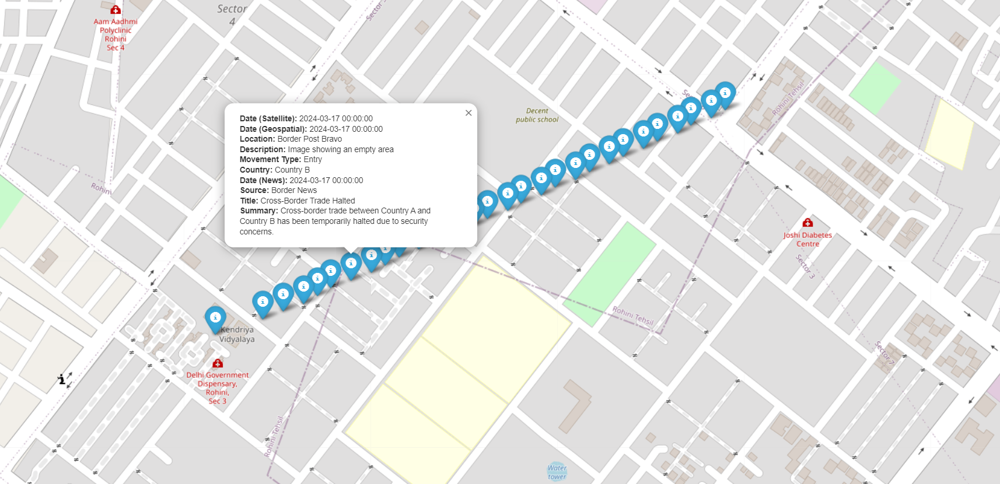 Sector
4
Aam Aadhmi
Polyclinic
Rohini
Sec 4
Decent
public school
Rohini Tehsil
Date (Satellite): 2024-03-17 00:00:00
Date (Geospatial): 2024-03-17 00:00:00
Location: Border Post Bravo
Description: Image showing an empty area
Movement Type: Entry
Country: Country B
Date (News): 2024-03-17 00:00:00
Source: Border News
Title: Cross-Border Trade Halted
Summary: Cross-border trade between Country A and
Country B has been temporarily halted due to security
concerns.
Rohini
Joshi Diabetes
Centre
Sector 3
Rohini Tehsil
Kendriya
Vidyalaya
Sector 7
Delhi Government
Dispensary,
Rohini,
Sec 3
Rohini Tehsil
Water
tower